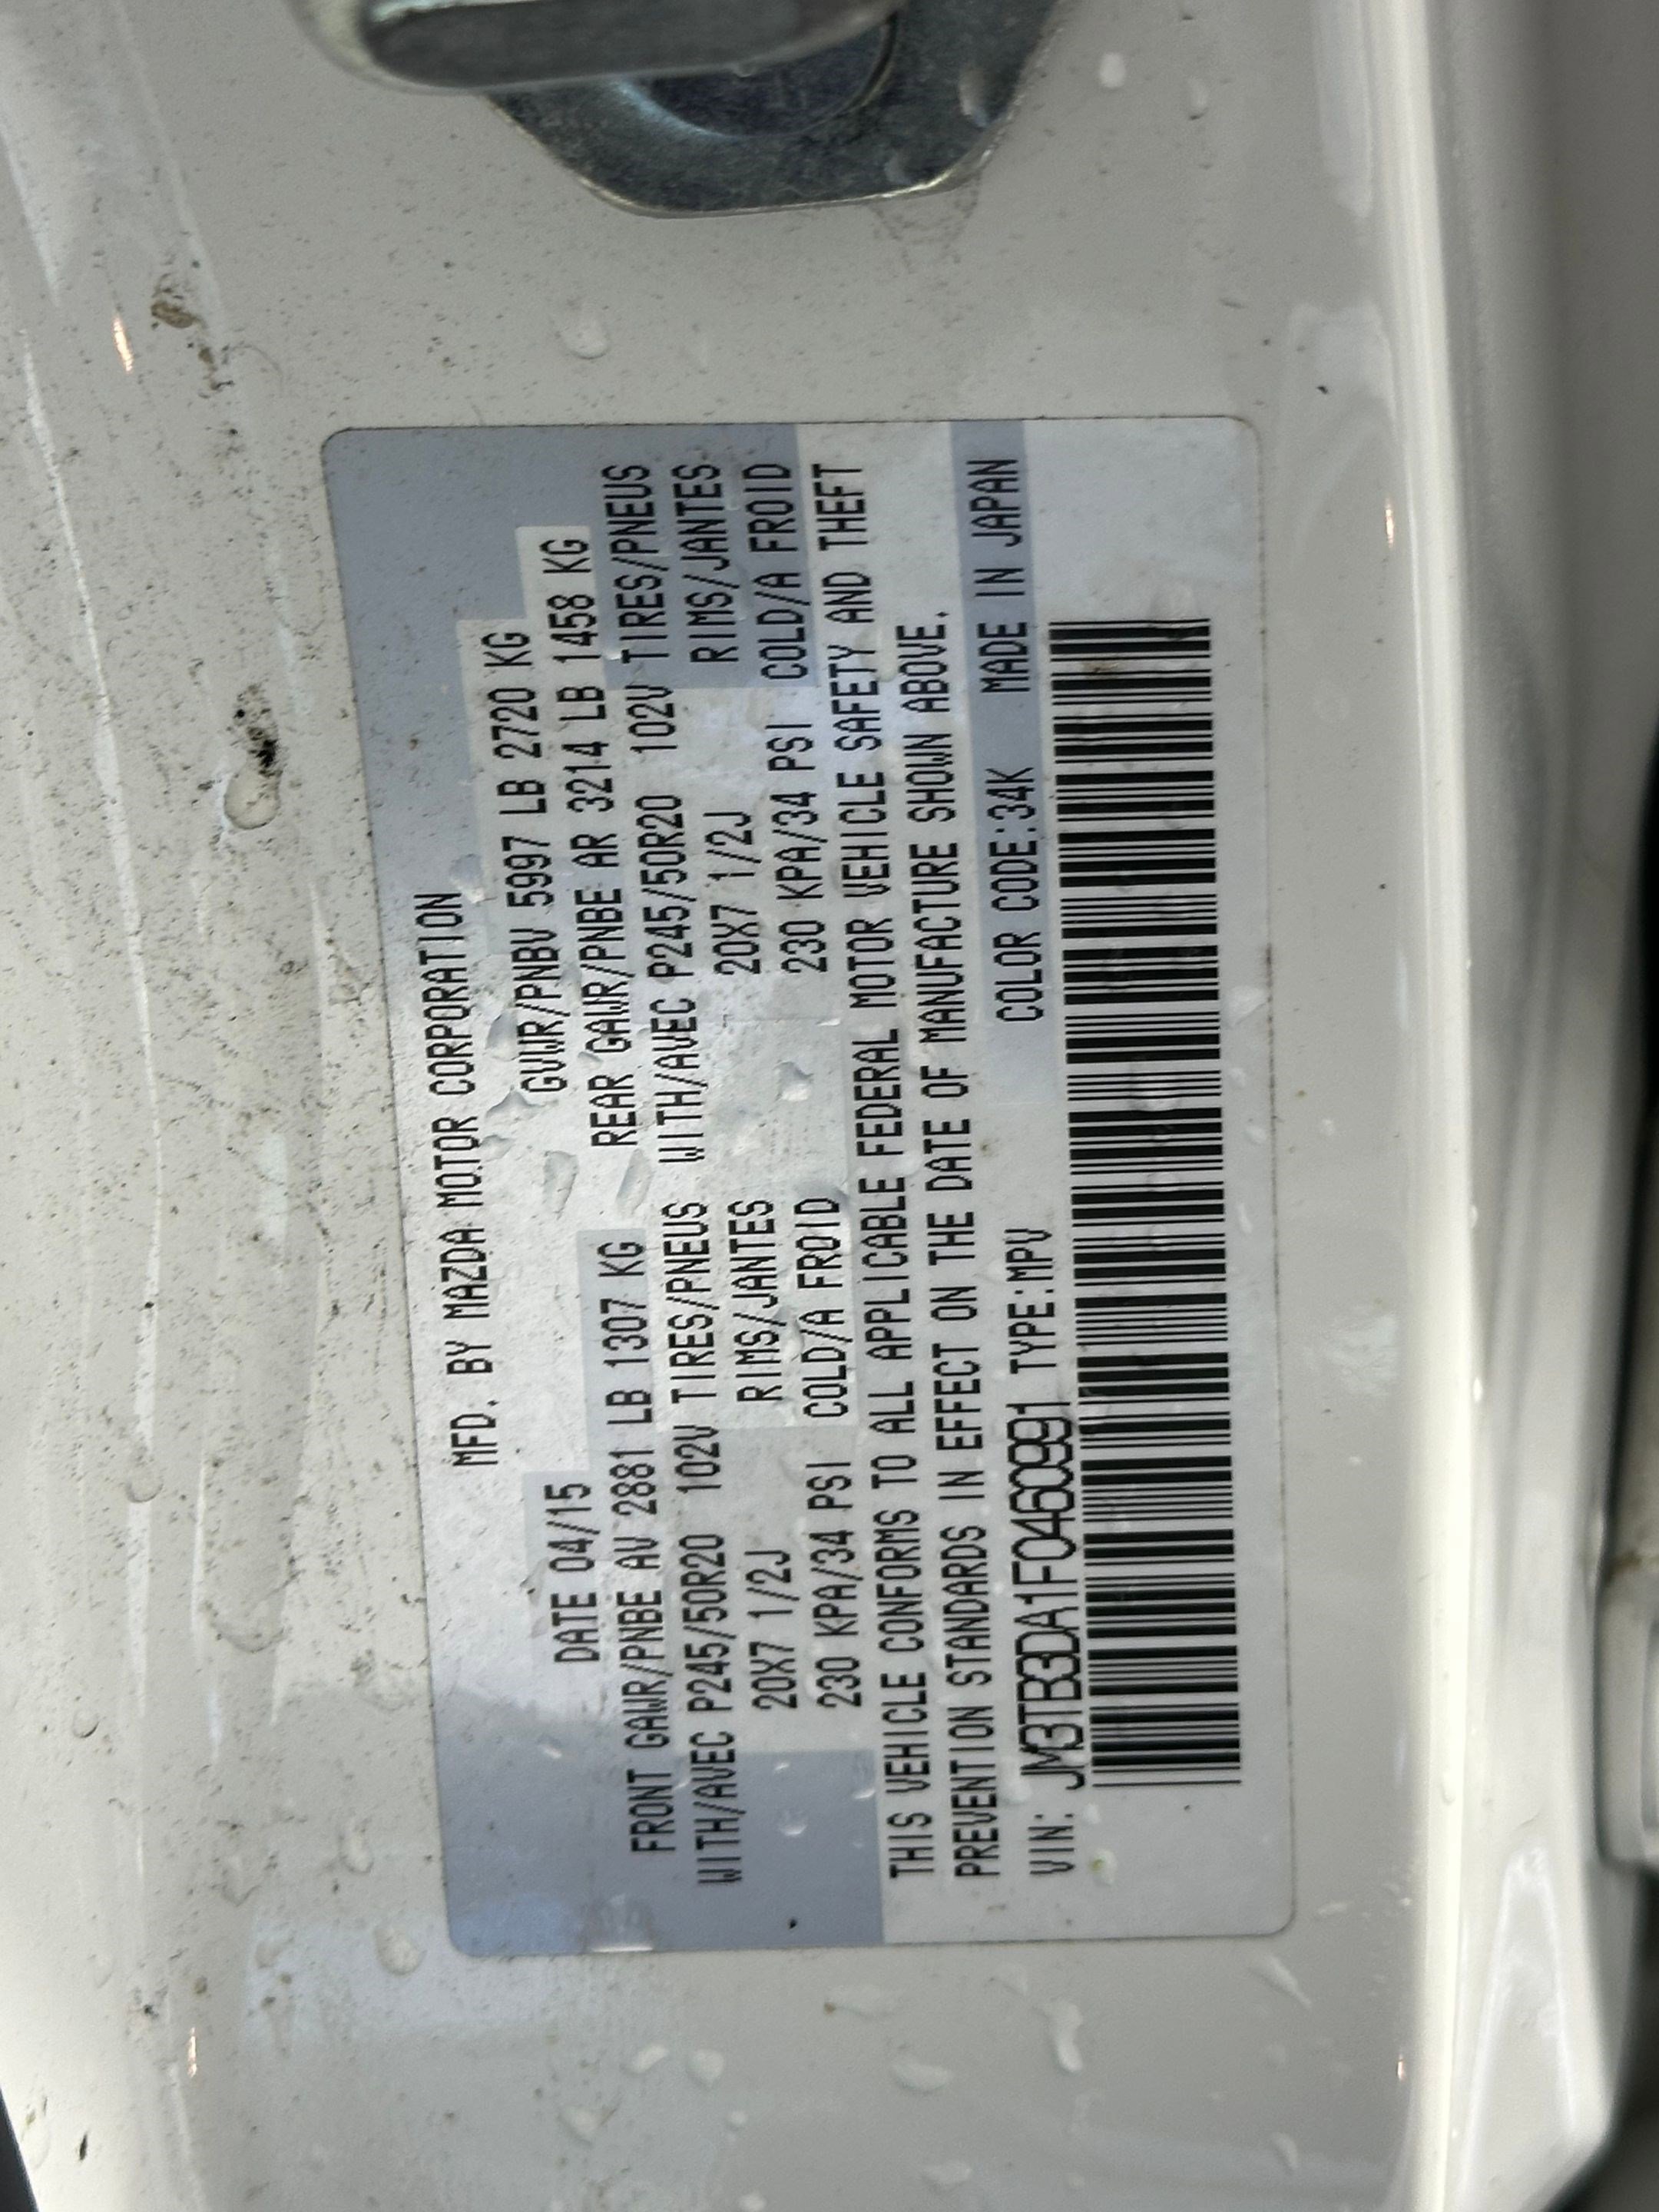 MFD. BY MAZDA MOTOR CORPORATION
DATE 04/15 GVWR/PNBV 5997 LB 2720 KG
FRONT GAWR/PNBE AV 2881 LB 1307 KG REAR GAWR/PNBE AR 3214 LB 1458 KG
WITH/AVEC P245/50R20 102V TIRES/PNEUS WITH/AVEC P245/50R20 102V TIRES/PNEUS
20X7 1/2J RIMS/JANTES 20X7 1/2J RIMS/JANTES
230 KPA/34 PSI COLD/A FROID 230 KPA/34 PSI COLD/A FROID
THIS VEHICLE CONFORMS TO ALL APPLICABLE FEDERAL MOTOR VEHICLE SAFETY AND THEFT
PREVENTION STANDARDS IN EFFECT ON THE DATE OF MANUFACTURE SHOWN ABOVE.
VIN: JM3TB3DA1F0460991 TYPE:MPV COLOR CODE:34K MADE IN JAPAN